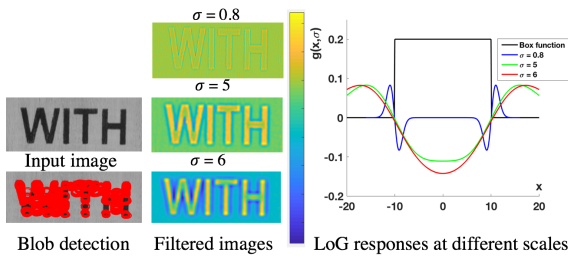 σ = 0.8
σ = 5
WITH
WITH
Input image
σ = 6
WITH
WITH
WITH
Blob detection
Filtered images
g(x,σ)
0.2
0.1
0
-0.1
-0.2
-20
-10
0
10
20
x
Box function
σ = 0.8
σ = 5
σ = 6
LoG responses at different scales